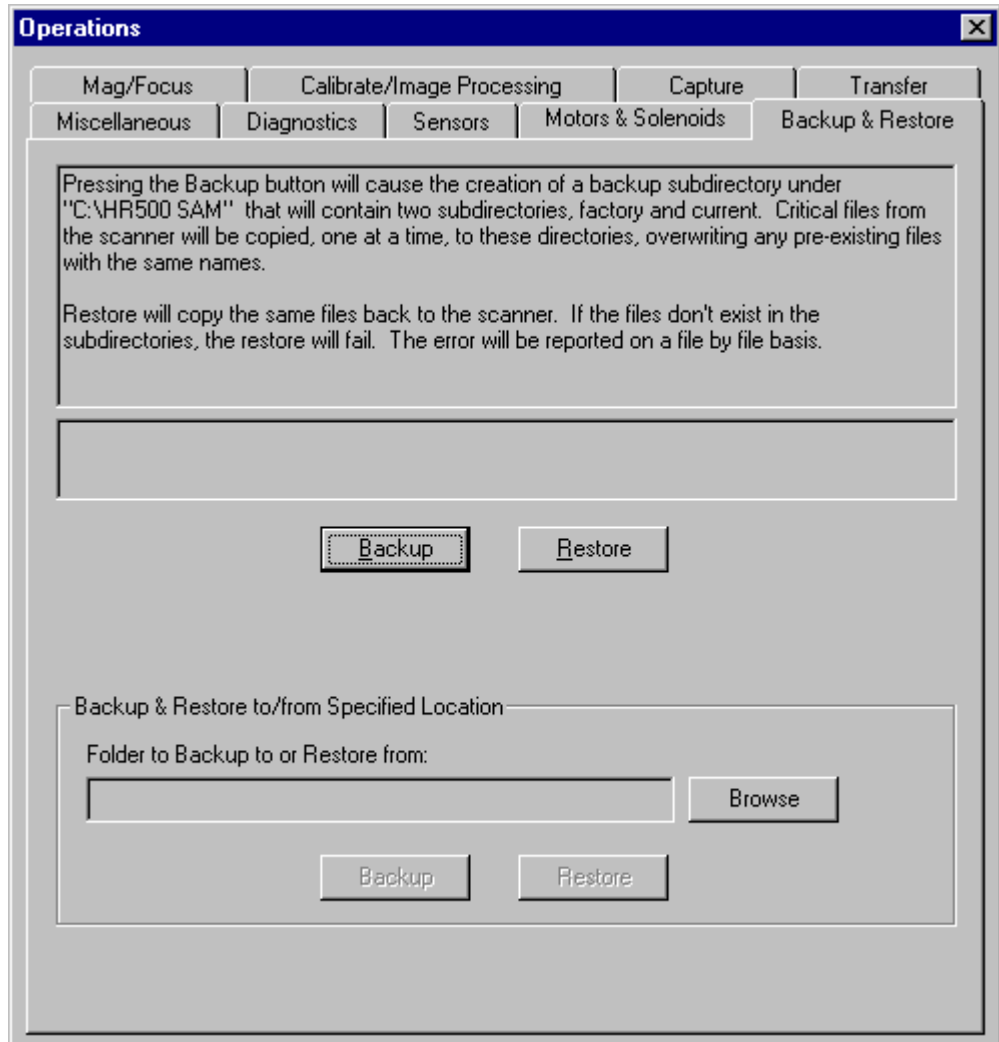 Operations
Mag/Focus Calibrate/Image Processing Capture Transfer
Miscellaneous Diagnostics Sensors Motors & Solenoids Backup & Restore
Pressing the Backup button will cause the creation of a backup subdirectory under
"C:\HR500 SAM"  that will contain two subdirectories, factory and current.  Critical files from
the scanner will be copied, one at a time, to these directories, overwriting any pre-existing files
with the same names.
Restore will copy the same files back to the scanner.  If the files don't exist in the
subdirectories, the restore will fail.  The error will be reported on a file by file basis.
Backup Restore
Backup & Restore to/from Specified Location
Folder to Backup to or Restore from:
Browse
Backup Restore